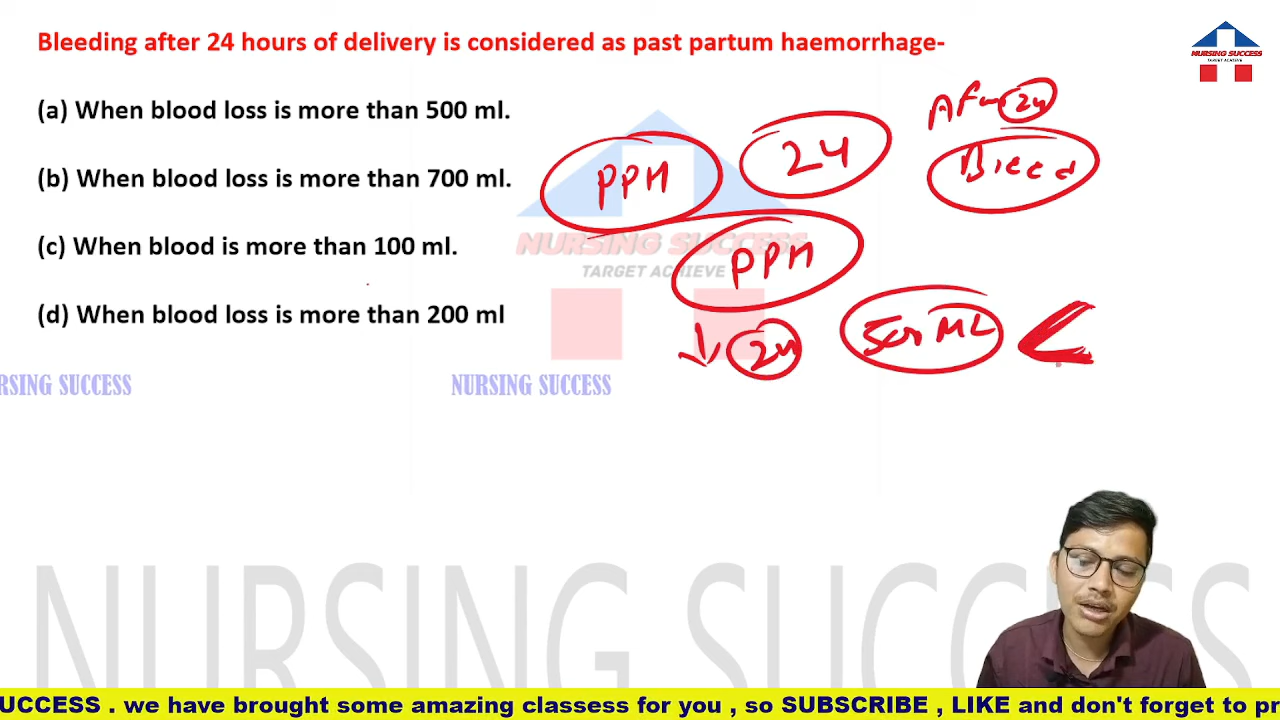 Bleeding after 24 hours of delivery is considered as past partum haemorrhage-
NURSING SUCCESS
TARGET ACHIEVE
(a) When blood loss is more than 500 ml.
24
PPH
24
Bleed
(b) When blood loss is more than 700 ml.
NURSING SUCCESS
TARGET ACHIEVE
PPH
(c) When blood is more than 100 ml.
(d) When blood loss is more than 200 ml
24
ML
RSING SUCCESS
NURSING SUCCESS
NURSING SUCCESS
UCCESS . we have brought some amazing classess for you , so SUBSCRIBE , LIKE and don't forget to pr